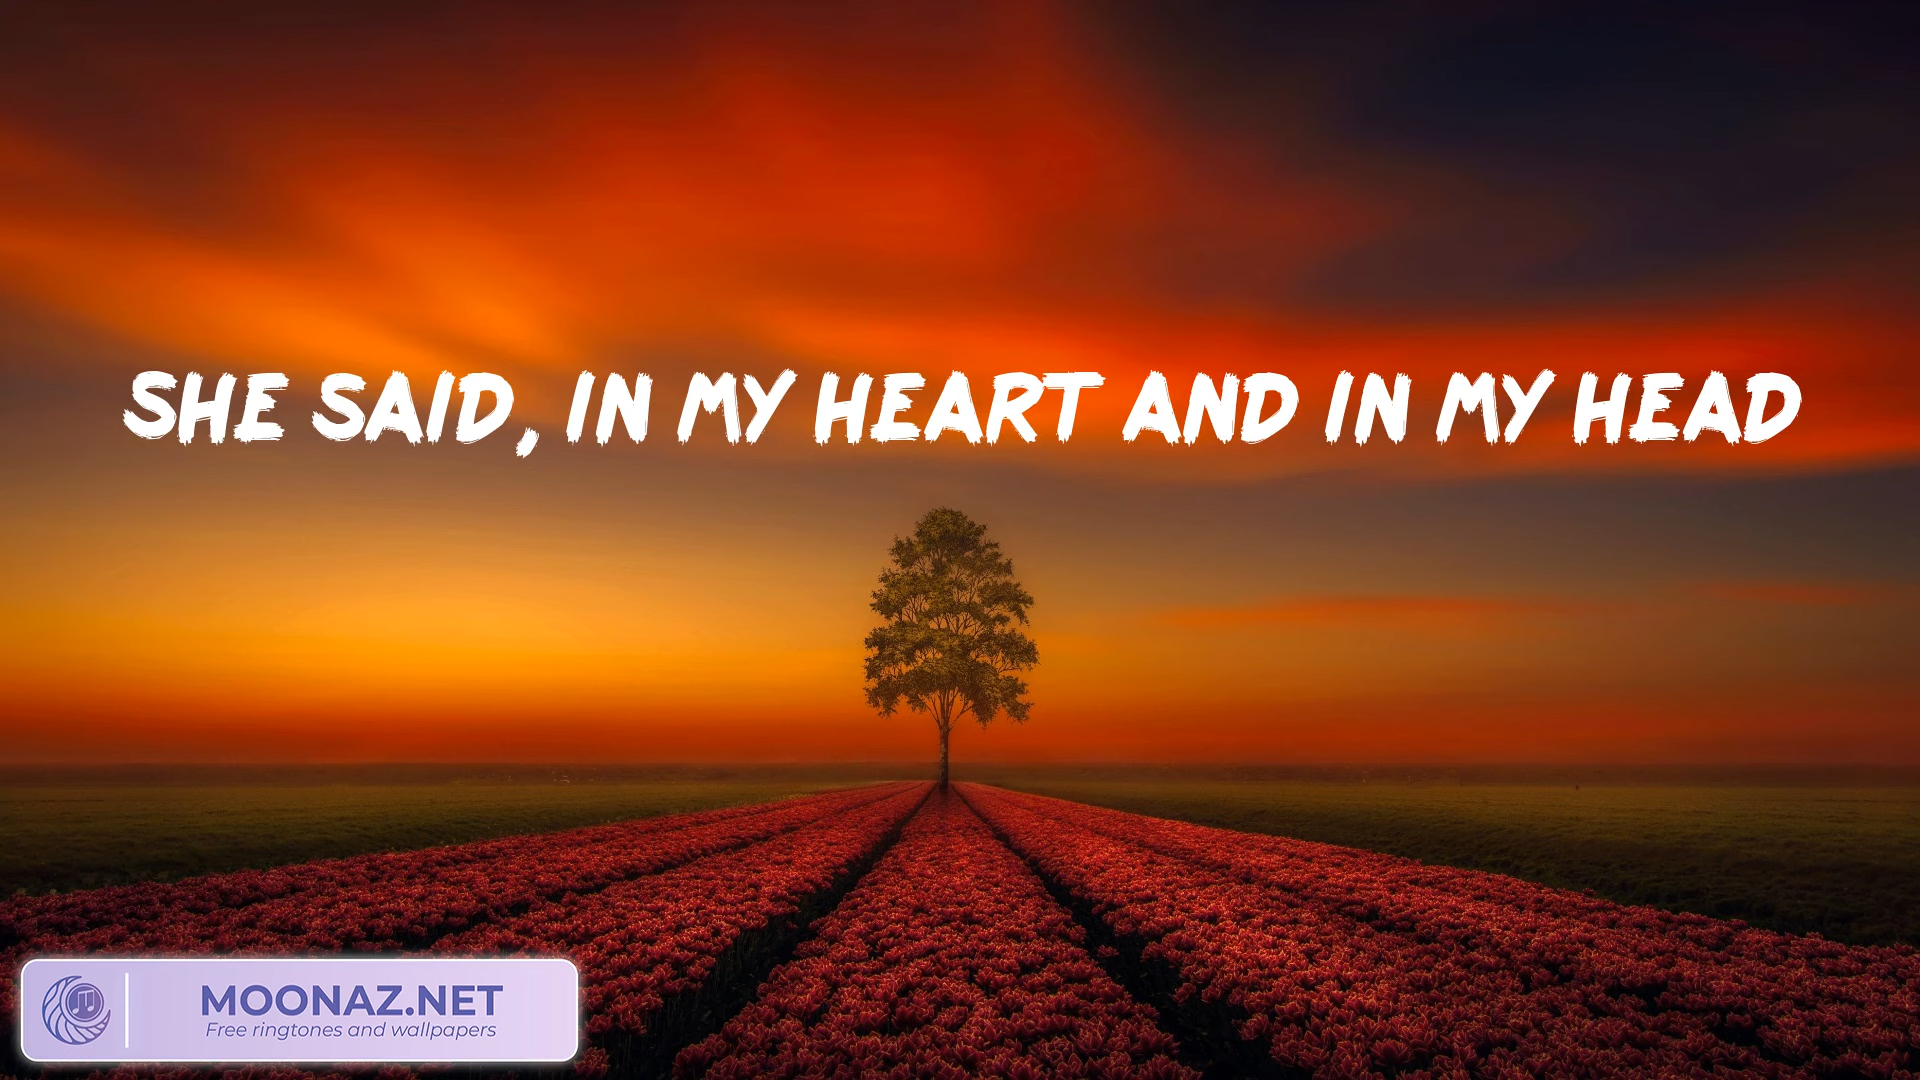 SHE SAID, IN MY HEART AND IN MY HEAD
MOONAZ.NET
Free ringtones and wallpapers